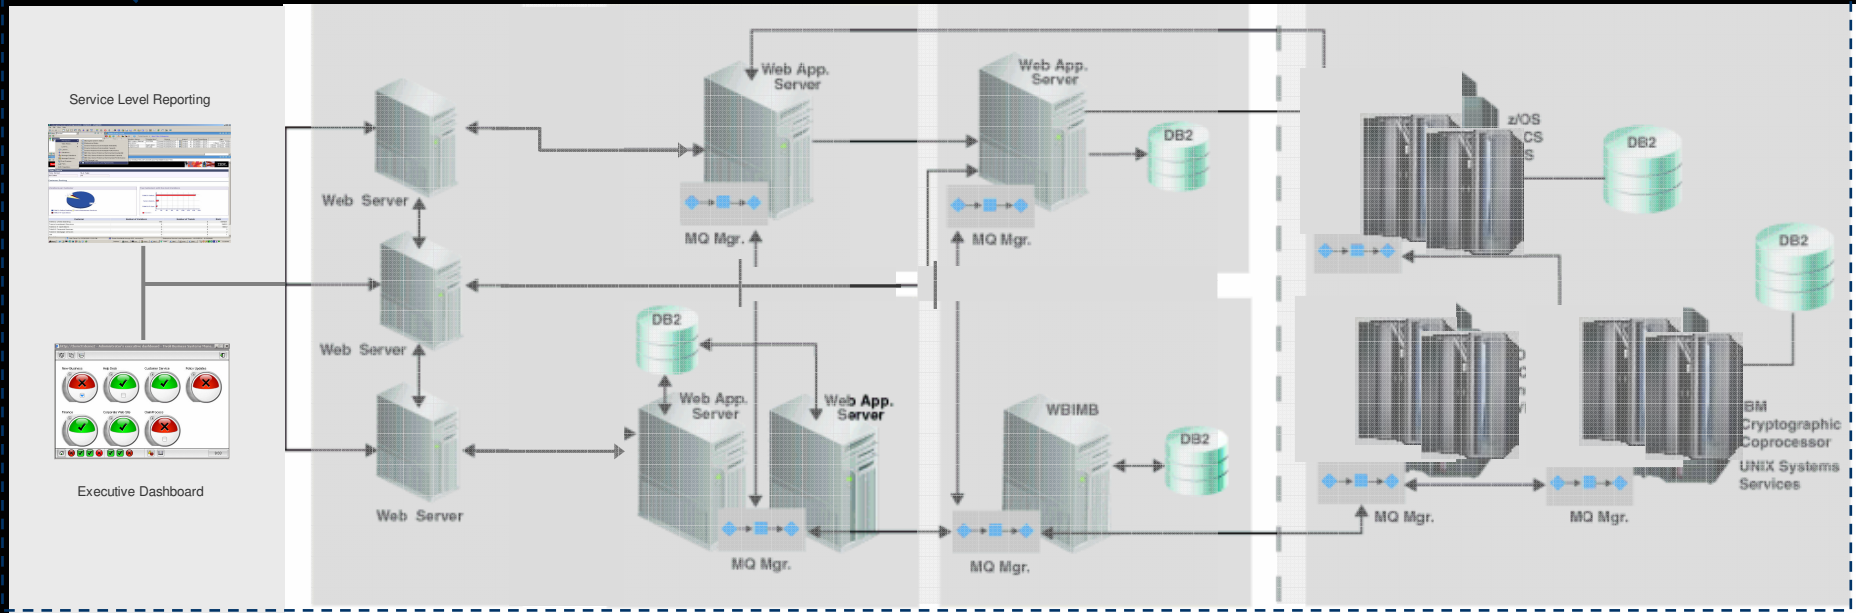 Service Level Reporting
Executive Dashboard
Web Server
Web Server
Web Server
Web App.
Server
MQ Mgr.
DB2
Web App.
Server
Web App.
Server
MQ Mgr.
Web App.
Server
DB2
MQ Mgr.
WBIMB
DB2
MQ Mgr.
z/OS
CS
S
DB2
DB2
MQ Mgr.
BM
Cryptographic
Coprocessor
UNIX Systems
Services
MQ Mgr.